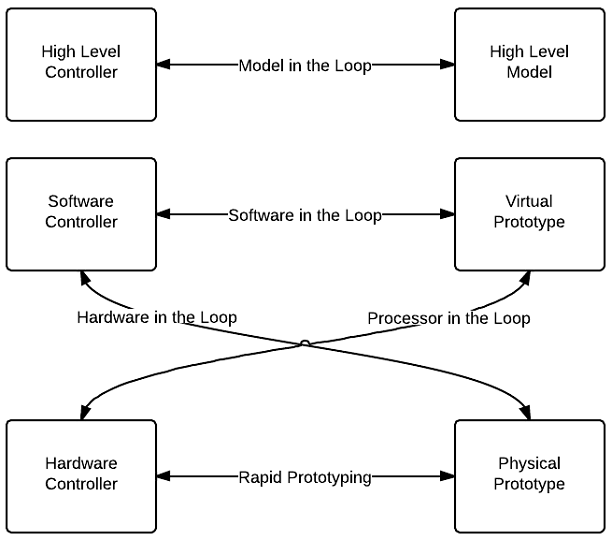 High Level
Controller
Model in the Loop
High Level
Model
Software
Controller
Software in the Loop
Virtual
Prototype
Hardware in the Loop
Processor in the Loop
Hardware
Controller
Rapid Prototyping
Physical
Prototype